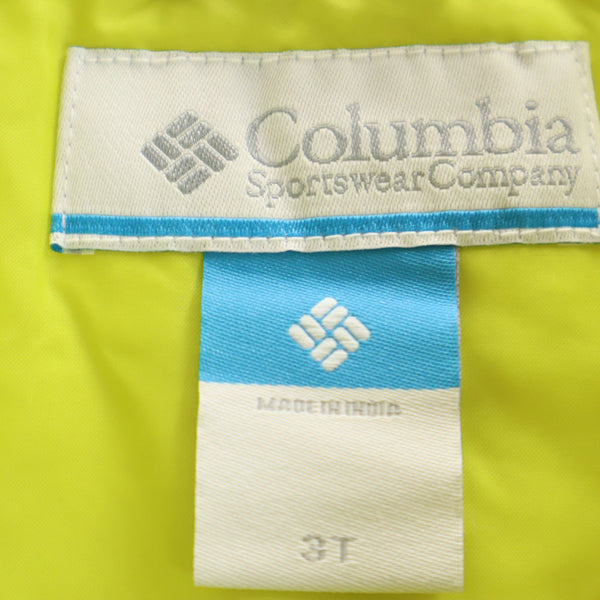 Columbia
Sportswear Company
MADE IN INDIA
3T